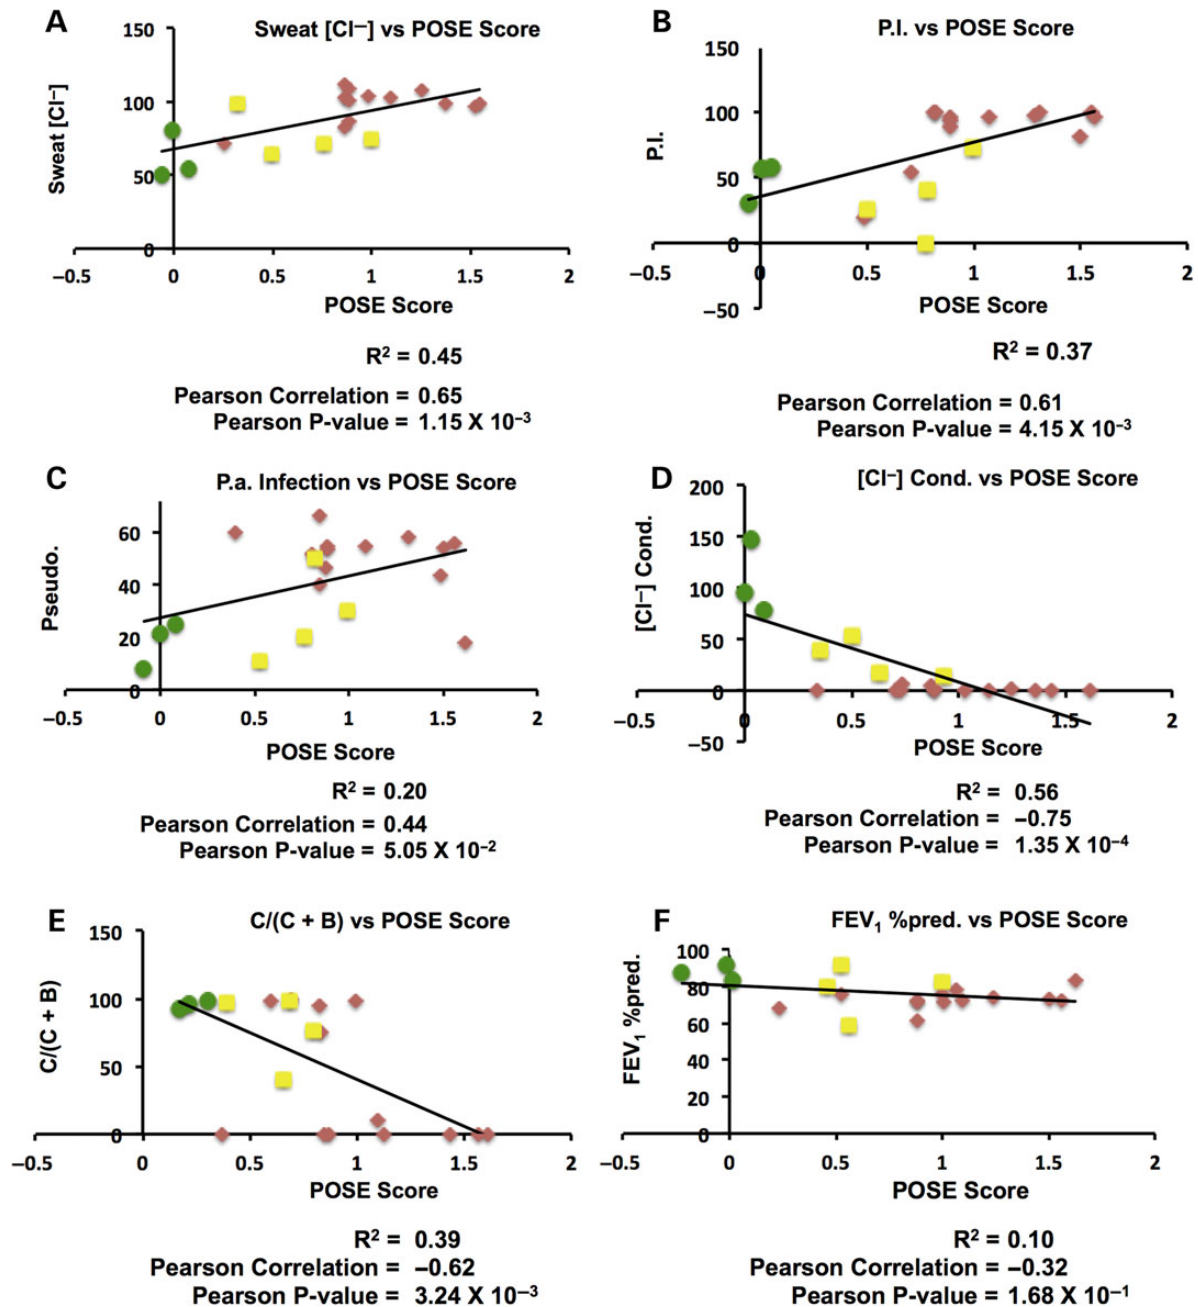 A
Sweat [Cl–] vs POSE Score
150
100
50
0
Sweat [Cl–]
–0.5
0
0.5
1
1.5
2
POSE Score
R² = 0.45
Pearson Correlation = 0.65
Pearson P-value = 1.15 X 10⁻³
B
P.I. vs POSE Score
150
100
50
0
–50
P.I.
–0.5
0
0.5
1
1.5
2
POSE Score
R² = 0.37
Pearson Correlation = 0.61
Pearson P-value = 4.15 X 10⁻³
C
P.a. Infection vs POSE Score
60
40
20
0
Pseudo.
–0.5
0
0.5
1
1.5
2
POSE Score
R² = 0.20
Pearson Correlation = 0.44
Pearson P-value = 5.05 X 10⁻²
D
[Cl–] Cond. vs POSE Score
200
150
100
50
0
–50
[Cl–] Cond.
–0.5
0
0.5
1
1.5
2
POSE Score
R² = 0.56
Pearson Correlation = –0.75
Pearson P-value = 1.35 X 10⁻⁴
E
C/(C + B) vs POSE Score
150
100
50
0
C/(C + B)
–0.5
0
0.5
1
1.5
2
POSE Score
R² = 0.39
Pearson Correlation = –0.62
Pearson P-value = 3.24 X 10⁻³
F
FEV₁ %pred. vs POSE Score
100
80
60
40
20
0
FEV₁ %pred.
–0.5
0
0.5
1
1.5
2
POSE Score
R² = 0.10
Pearson Correlation = –0.32
Pearson P-value = 1.68 X 10⁻¹